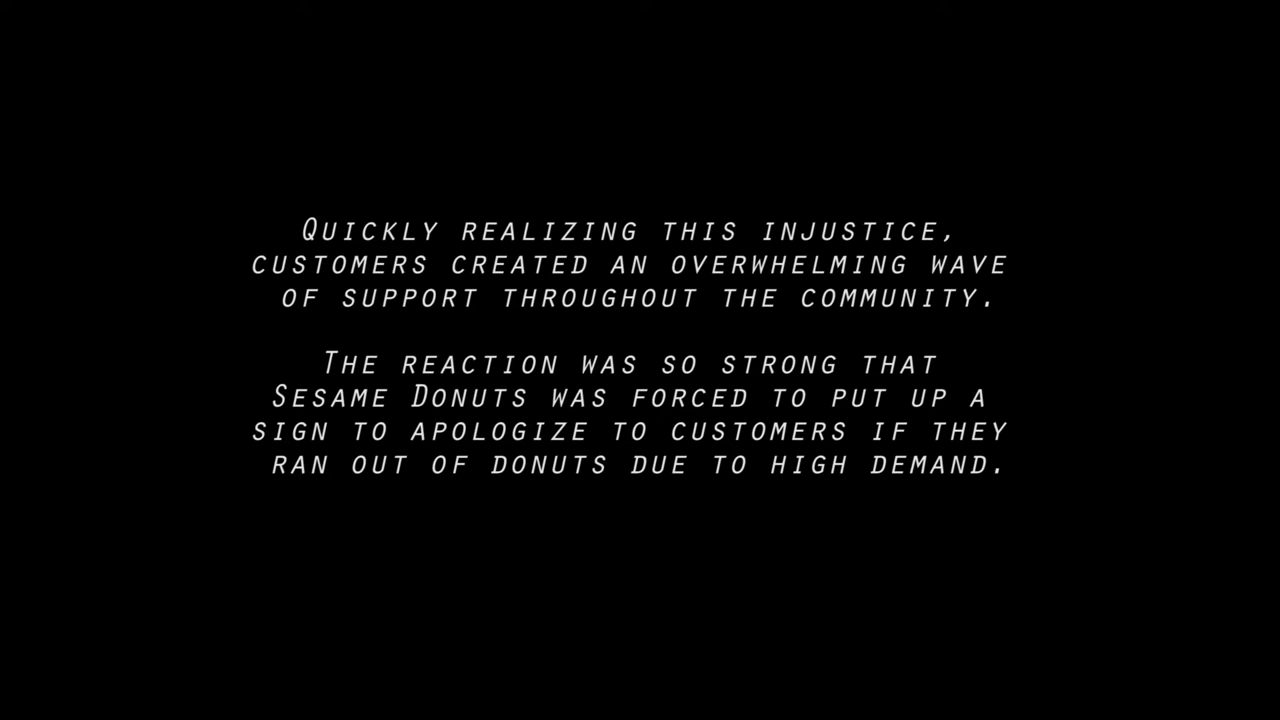 Quickly realizing this injustice,
customers created an overwhelming wave
of support throughout the community.
The reaction was so strong that
Sesame Donuts was forced to put up a
sign to apologize to customers if they
ran out of donuts due to high demand.